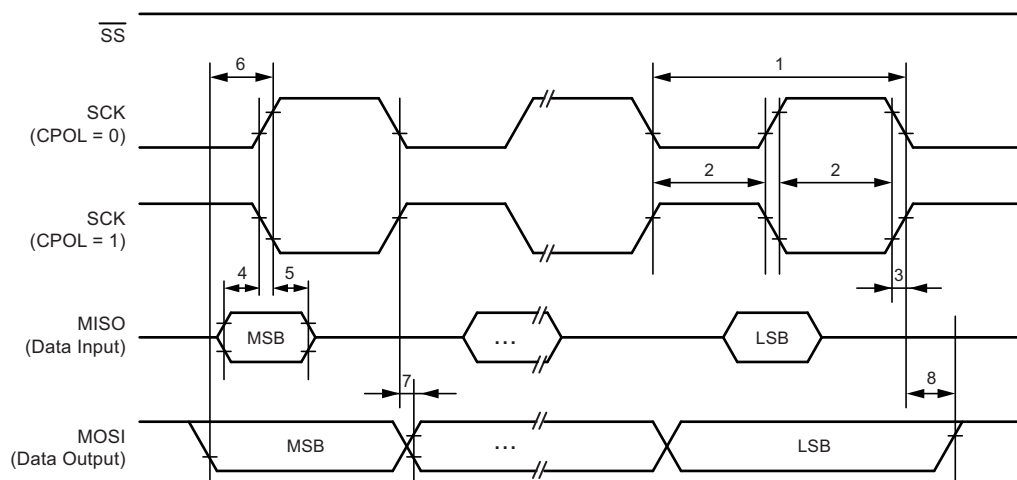 SS
6
1
SCK
(CPOL = 0)
2
2
SCK
(CPOL = 1)
4
5
3
MISO
(Data Input)
MSB
...
LSB
7
8
MOSI
(Data Output)
MSB
...
LSB